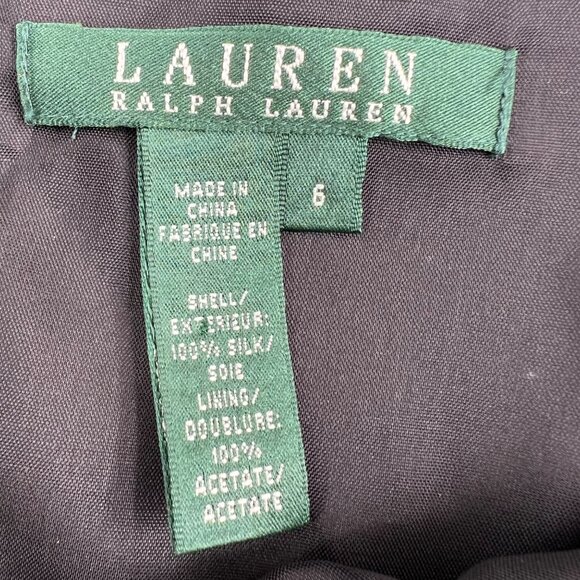 LAUREN
RALPH LAUREN
6
MADE IN
CHINA
FABRIQUE EN
CHINE
SHELL/
EXTERIEUR:
100% SILK/
SOIE
LINING/
DOUBLURE:
100%
ACETATE/
ACETATE